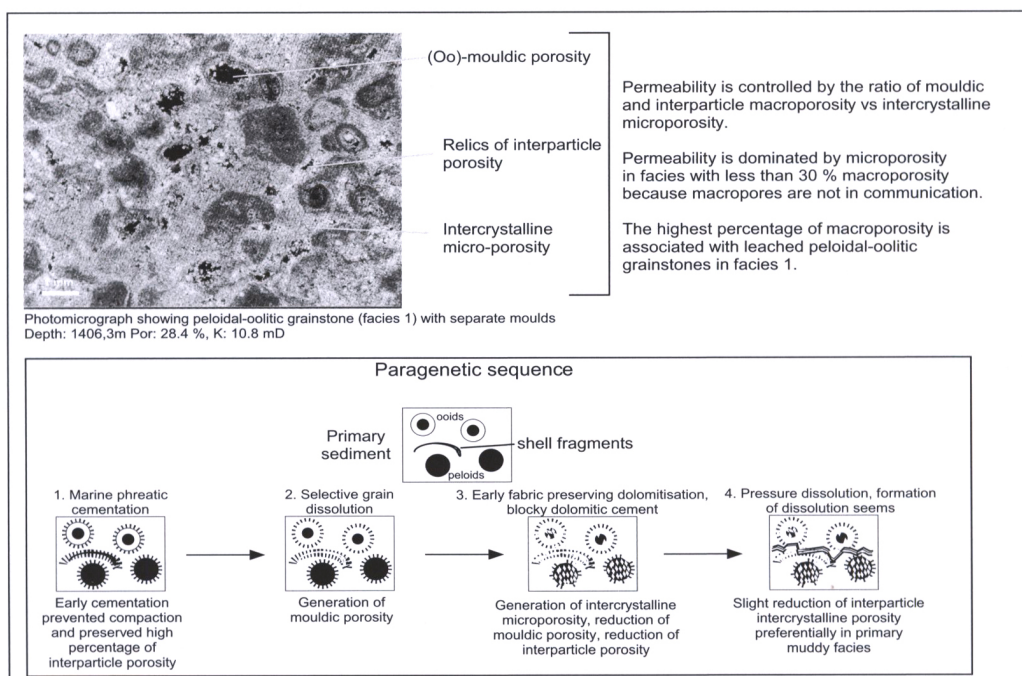 (Oo)-mouldic porosity
Relics of interparticle
porosity
Intercrystalline
micro-porosity
Permeability is controlled by the ratio of mouldic
and interparticle macroporosity vs intercrystalline
microporosity.
Permeability is dominated by microporosity
in facies with less than 30 % macroporosity
because macropores are not in communication.
The highest percentage of macroporosity is
associated with leached peloidal-oolitic
grainstones in facies 1.
Photomicrograph showing peloidal-oolitic grainstone (facies 1) with separate moulds
Depth: 1406,3m Por: 28.4 %, K: 10.8 mD
Paragenetic sequence
Primary
sediment
ooids
shell fragments
peloids
1. Marine phreatic
cementation
Early cementation
prevented compaction
and preserved high
percentage of
interparticle porosity
2. Selective grain
dissolution
Generation of
mouldic porosity
3. Early fabric preserving dolomitisation,
blocky dolomitic cement
Generation of intercrystalline
microporosity, reduction of
mouldic porosity, reduction of
interparticle porosity
4. Pressure dissolution, formation
of dissolution seems
Slight reduction of interparticle
intercrystalline porosity
preferentially in primary
muddy facies